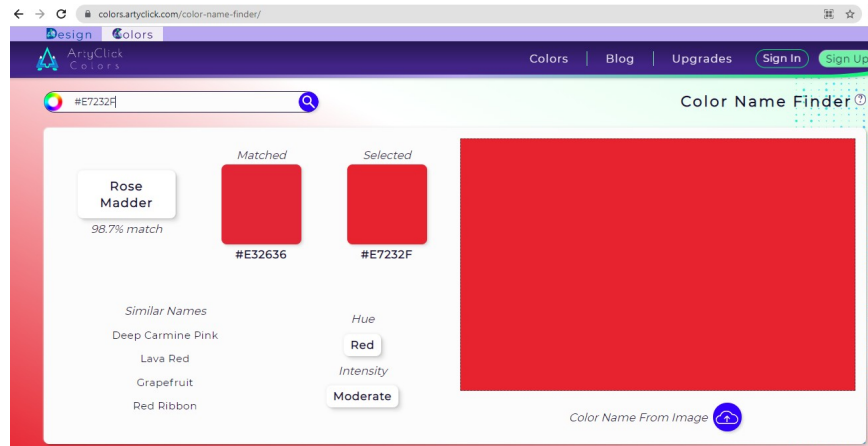 colors.artyclick.com/color-name-finder/
Design Colors
ArtyClick
Colors
Colors | Blog | Upgrades Sign In Sign Up
#E7232F
Color Name Finder
Matched Selected
Rose
Madder
98.7% match
#E32636 #E7232F
Similar Names
Deep Carmine Pink
Lava Red
Grapefruit
Red Ribbon
Hue
Red
Intensity
Moderate
Color Name From Image